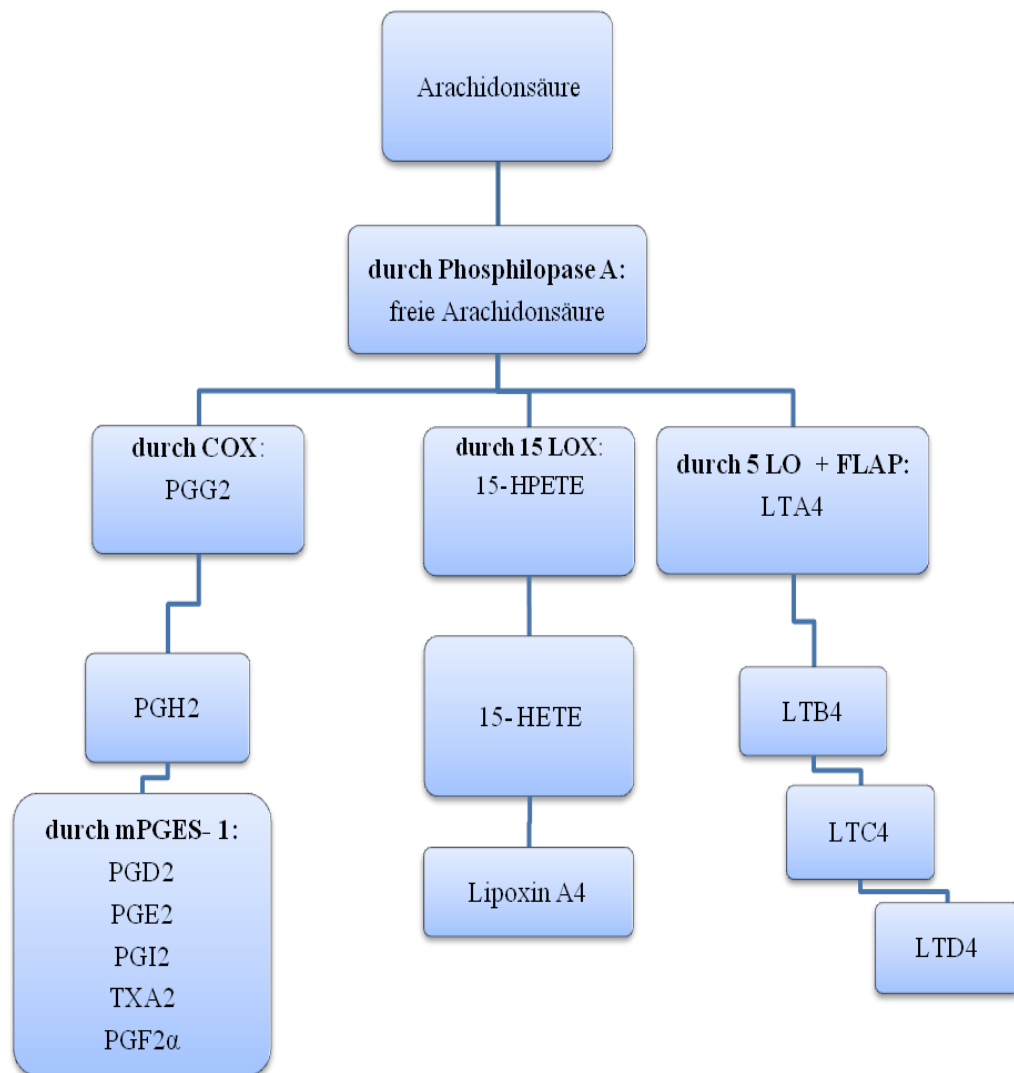 Arachidonsäure
durch Phosphilopase A:
freie Arachidonsäure
durch COX:
PGG2
durch 15 LOX:
15- HPETE
durch 5 LO + FLAP:
LTA4
PGH2
15- HETE
LTB4
durch mPGES- 1:
PGD2
PGE2
PGI2
TXA2
PGF2α
Lipoxin A4
LTC4
LTD4